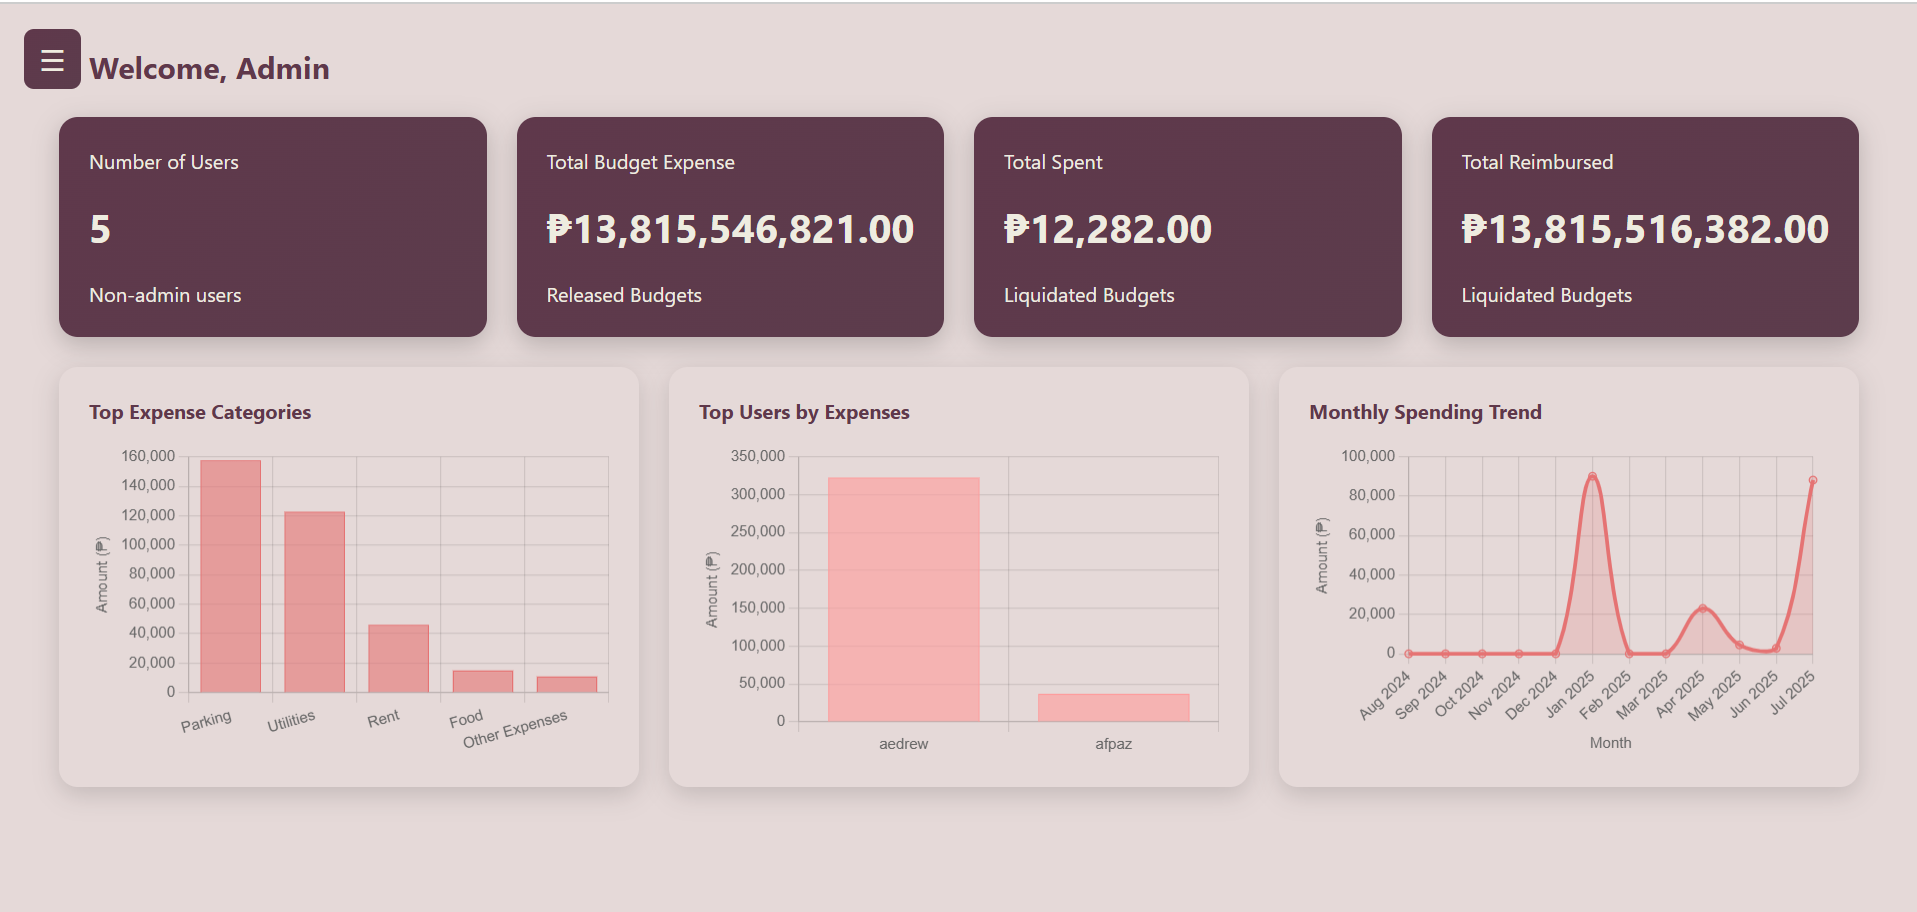 ☰ Welcome, Admin
Number of Users
5
Non-admin users
Total Budget Expense
₱13,815,546,821.00
Released Budgets
Total Spent
₱12,282.00
Liquidated Budgets
Total Reimbursed
₱13,815,516,382.00
Liquidated Budgets
Top Expense Categories
160,000
140,000
120,000
100,000
80,000
60,000
40,000
20,000
0
Amount (₱)
Parking
Utilities
Rent
Food
Other Expenses
Top Users by Expenses
350,000
300,000
250,000
200,000
150,000
100,000
50,000
0
Amount (₱)
aedrew
afpaz
Monthly Spending Trend
100,000
80,000
60,000
40,000
20,000
0
Amount (₱)
Aug 2024
Sep 2024
Oct 2024
Nov 2024
Dec 2024
Jan 2025
Feb 2025
Mar 2025
Apr 2025
May 2025
Jun 2025
Jul 2025
Month